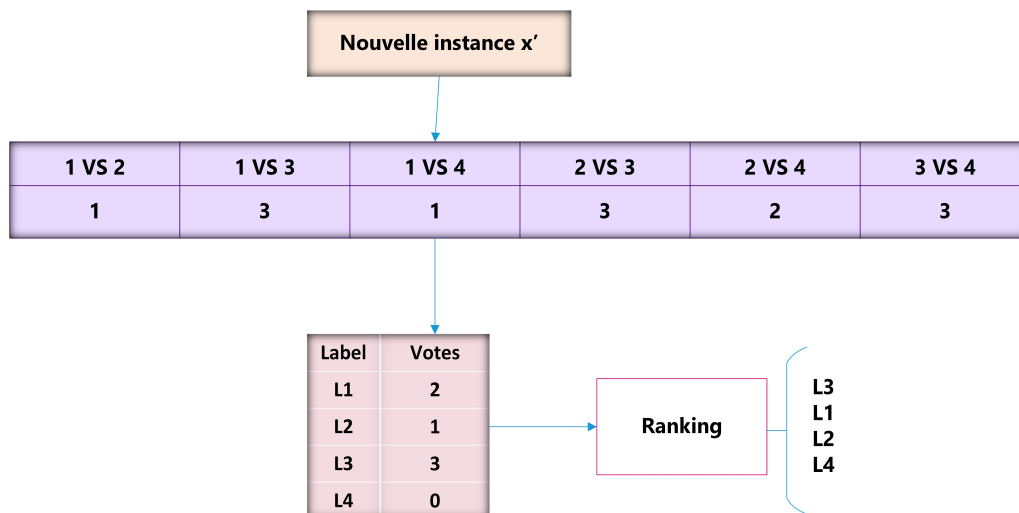 Nouvelle instance x’
1 VS 2 1 VS 3 1 VS 4 2 VS 3 2 VS 4 3 VS 4
1 3 1 3 2 3
Label Votes
L1 2
L2 1
L3 3
L4 0
Ranking
L3
L1
L2
L4